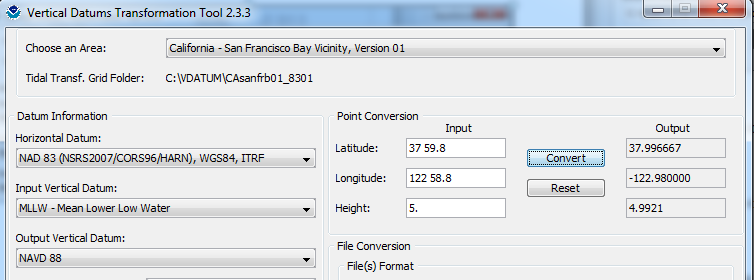 Vertical Datums Transformation Tool 2.3.3
Choose an Area: California - San Francisco Bay Vicinity, Version 01
Tidal Transf. Grid Folder: C:\VDATUM\CAsanfrb01_8301
Datum Information
Horizontal Datum:
NAD 83 (NSRS2007/CORS96/HARN), WGS84, ITRF
Input Vertical Datum:
MLLW - Mean Lower Low Water
Output Vertical Datum:
NAVD 88
Point Conversion
Input Output
Latitude: 37 59.8 Convert 37.996667
Longitude: 122 58.8 Reset -122.980000
Height: 5. 4.9921
File Conversion
File(s) Format